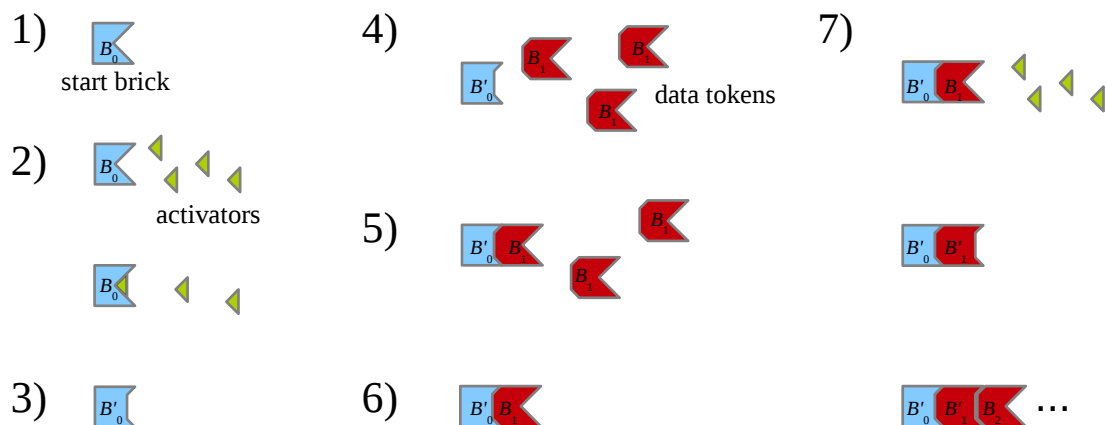 1)
B₀
start brick
2)
B₀
activators
B₀
3)
B'₀
4)
B'₀
B₁
B₁
B₁
data tokens
5)
B'₀ B₁
B₁
B₁
6)
B'₀ B₁
7)
B'₀ B₁
B'₀ B'₁
B'₀ B'₁ B₂ ...